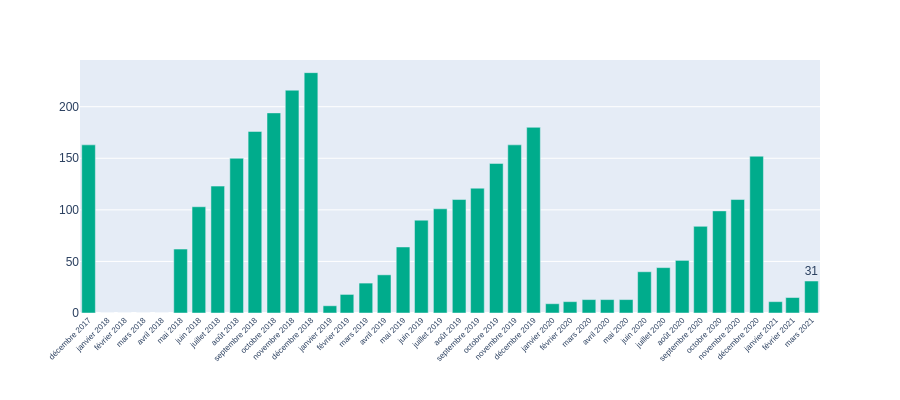 200
150
100
50
0
31
décembre 2017
janvier 2018
février 2018
mars 2018
avril 2018
mai 2018
juin 2018
juillet 2018
août 2018
septembre 2018
octobre 2018
novembre 2018
décembre 2018
janvier 2019
février 2019
mars 2019
avril 2019
mai 2019
juin 2019
juillet 2019
août 2019
septembre 2019
octobre 2019
novembre 2019
décembre 2019
janvier 2020
février 2020
mars 2020
avril 2020
mai 2020
juin 2020
juillet 2020
août 2020
septembre 2020
octobre 2020
novembre 2020
décembre 2020
janvier 2021
février 2021
mars 2021